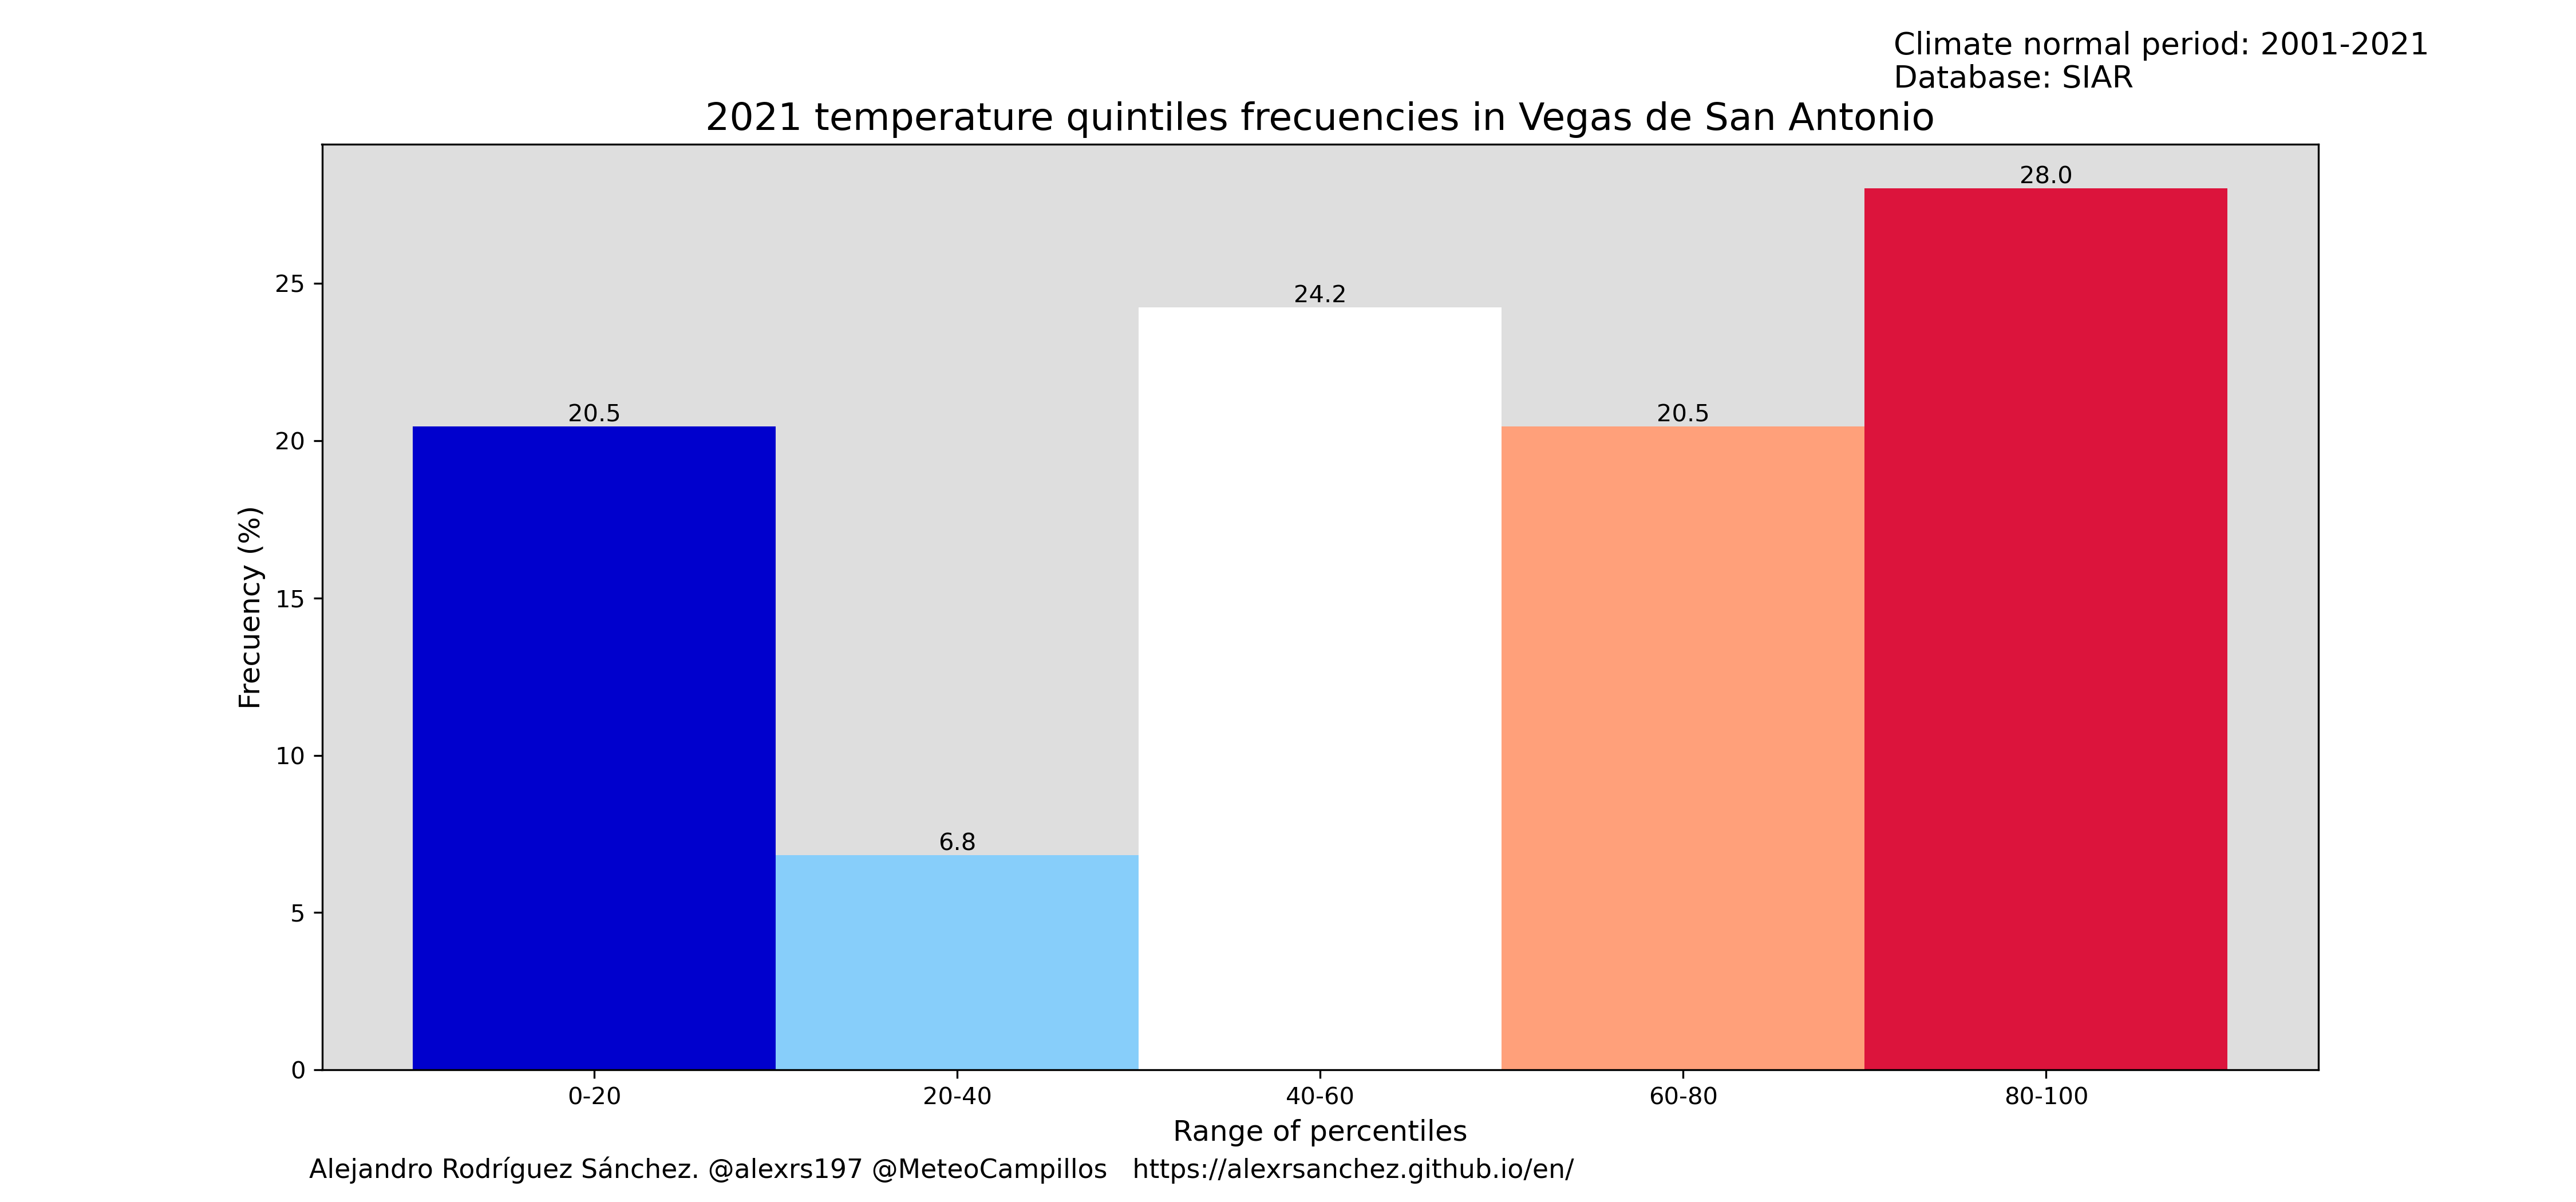 Climate normal period: 2001-2021
Database: SIAR
2021 temperature quintiles frecuencies in Vegas de San Antonio
28.0
25
24.2
20.5
20.5
20
Frecuency (%)
15
10
6.8
5
0
0-20 20-40 40-60 60-80 80-100
Range of percentiles
Alejandro Rodríguez Sánchez. @alexrs197 @MeteoCampillos https://alexrsanchez.github.io/en/